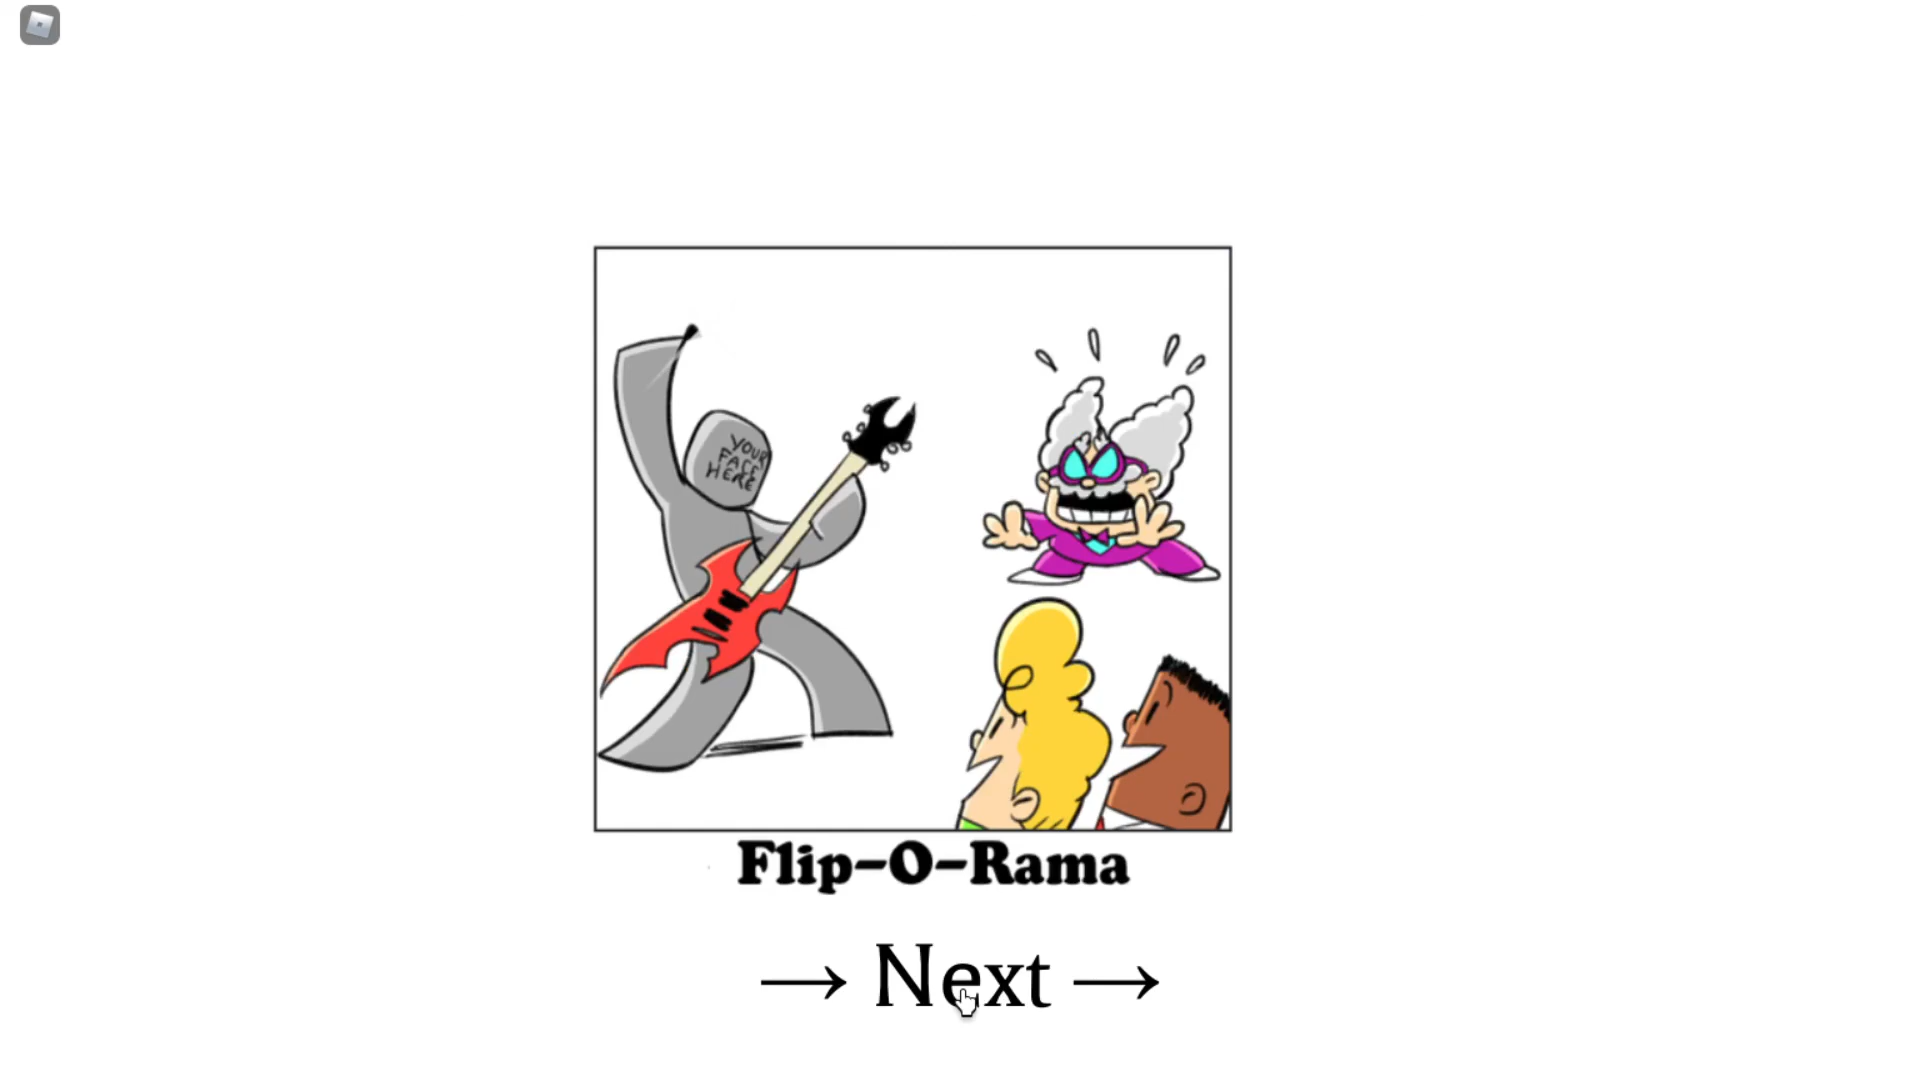 YOUR
FACE
HERE
Flip-O-Rama
→ Next →